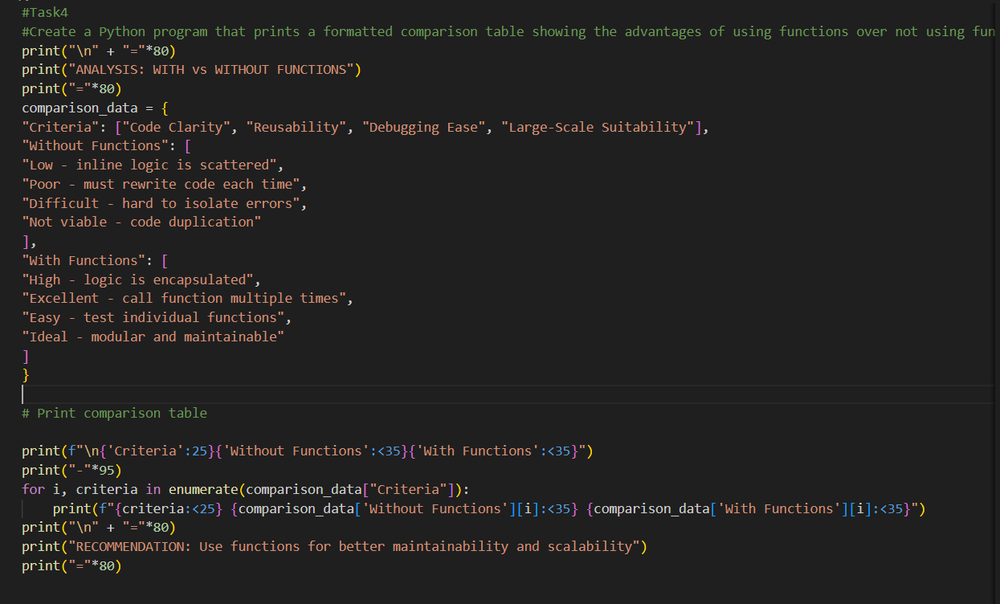 #Task4
#Create a Python program that prints a formatted comparison table showing the advantages of using functions over not using
print("\n" + "="*80)
print("ANALYSIS: WITH vs WITHOUT FUNCTIONS")
print("="*80)
comparison_data = {
"Criteria": ["Code Clarity", "Reusability", "Debugging Ease", "Large-Scale Suitability"],
"Without Functions": [
"Low - inline logic is scattered",
"Poor - must rewrite code each time",
"Difficult - hard to isolate errors",
"Not viable - code duplication"
],
"With Functions": [
"High - logic is encapsulated",
"Excellent - call function multiple times",
"Easy - test individual functions",
"Ideal - modular and maintainable"
]
}
# Print comparison table
print(f"\n{'Criteria':25}{'Without Functions':<35}{'With Functions':<35}")
print("-"*95)
for i, criteria in enumerate(comparison_data["Criteria"]):
    print(f"{criteria:<25} {comparison_data['Without Functions'][i]:<35} {comparison_data['With Functions'][i]:<35}")
print("\n" + "="*80)
print("RECOMMENDATION: Use functions for better maintainability and scalability")
print("="*80)